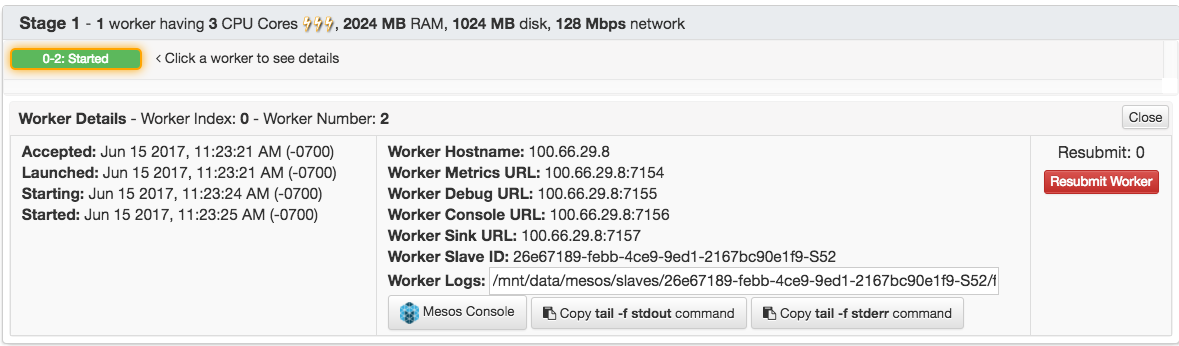 Stage 1 - 1 worker having 3 CPU Cores ⚡⚡⚡, 2024 MB RAM, 1024 MB disk, 128 Mbps network
0-2: Started
‹ Click a worker to see details
Worker Details - Worker Index: 0 - Worker Number: 2
Close
Accepted: Jun 15 2017, 11:23:21 AM (-0700)
Launched: Jun 15 2017, 11:23:21 AM (-0700)
Starting: Jun 15 2017, 11:23:24 AM (-0700)
Started: Jun 15 2017, 11:23:25 AM (-0700)
Worker Hostname: 100.66.29.8
Worker Metrics URL: 100.66.29.8:7154
Worker Debug URL: 100.66.29.8:7155
Worker Console URL: 100.66.29.8:7156
Worker Sink URL: 100.66.29.8:7157
Worker Slave ID: 26e67189-febb-4ce9-9ed1-2167bc90e1f9-S52
Worker Logs: /mnt/data/mesos/slaves/26e67189-febb-4ce9-9ed1-2167bc90e1f9-S52/f
Mesos Console
Copy tail -f stdout command
Copy tail -f stderr command
Resubmit: 0
Resubmit Worker